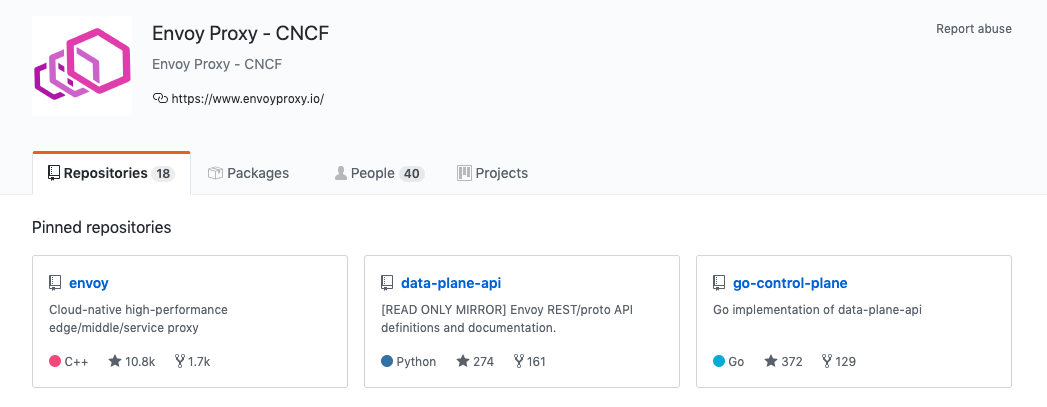 Envoy Proxy - CNCF
Report abuse
Envoy Proxy - CNCF
https://www.envoyproxy.io/
Repositories 18
Packages
People 40
Projects
Pinned repositories
envoy
Cloud-native high-performance
edge/middle/service proxy
C++ 10.8k 1.7k
data-plane-api
[READ ONLY MIRROR] Envoy REST/proto API
definitions and documentation.
Python 274 161
go-control-plane
Go implementation of data-plane-api
Go 372 129